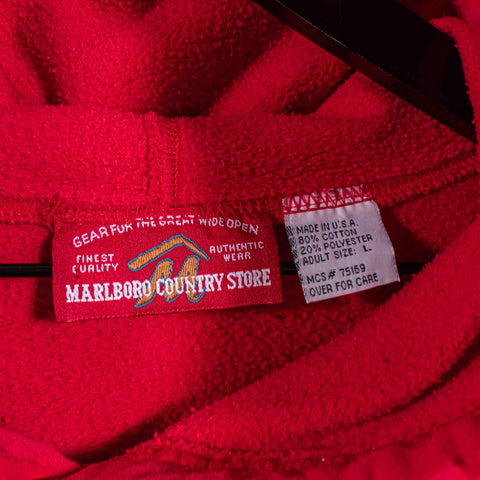 GEAR FOR THE GREAT WIDE OPEN
FINEST QUALITY
AUTHENTIC WEAR
M
MARLBORO COUNTRY STORE
MADE IN U.S.A.
80% COTTON
20% POLYESTER
ADULT SIZE: L
MCS# 75169
OVER FOR CARE